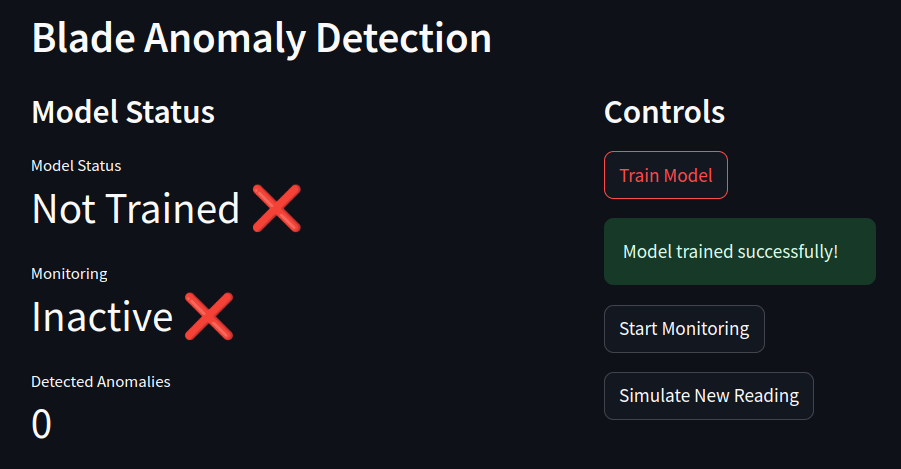 Blade Anomaly Detection
Model Status
Model Status
Not Trained ❌
Monitoring
Inactive ❌
Detected Anomalies
0
Controls
Train Model
Model trained successfully!
Start Monitoring
Simulate New Reading